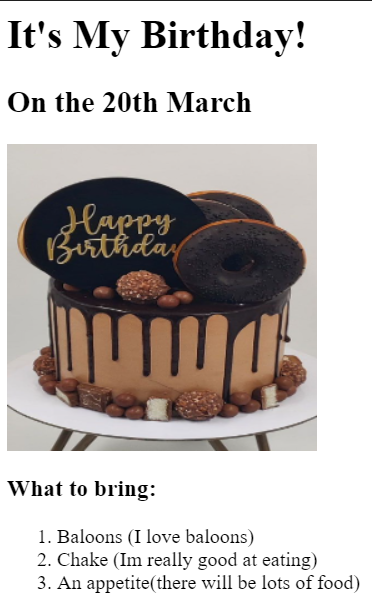 It's My Birthday!
On the 20th March
Happy
Birthday
What to bring:
1. Baloons (I love baloons)
2. Chake (Im really good at eating)
3. An appetite(there will be lots of food)